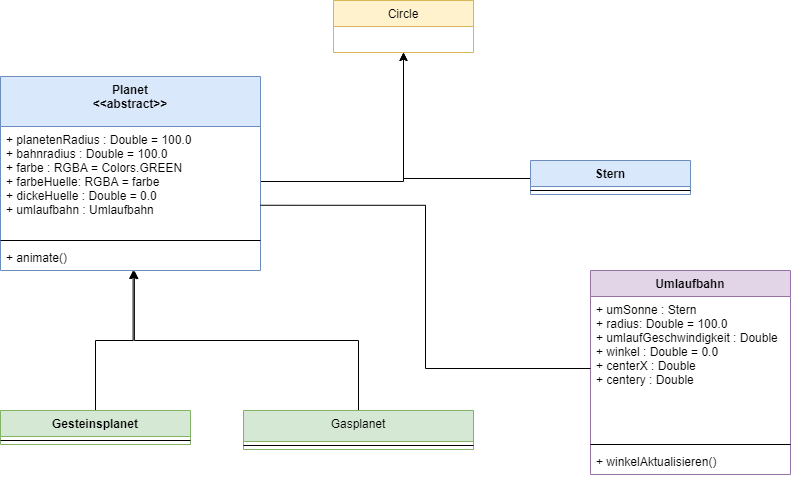 Circle
Planet
<<abstract>>
+ planetenRadius : Double = 100.0
+ bahnradius : Double = 100.0
+ farbe : RGBA = Colors.GREEN
+ farbeHuelle: RGBA = farbe
+ dickeHuelle : Double = 0.0
+ umlaufbahn : Umlaufbahn
+ animate()
Stern
Umlaufbahn
+ umSonne : Stern
+ radius: Double = 100.0
+ umlaufGeschwindigkeit : Double
+ winkel : Double = 0.0
+ centerX : Double
+ centery : Double
+ winkelAktualisieren()
Gesteinsplanet
Gasplanet